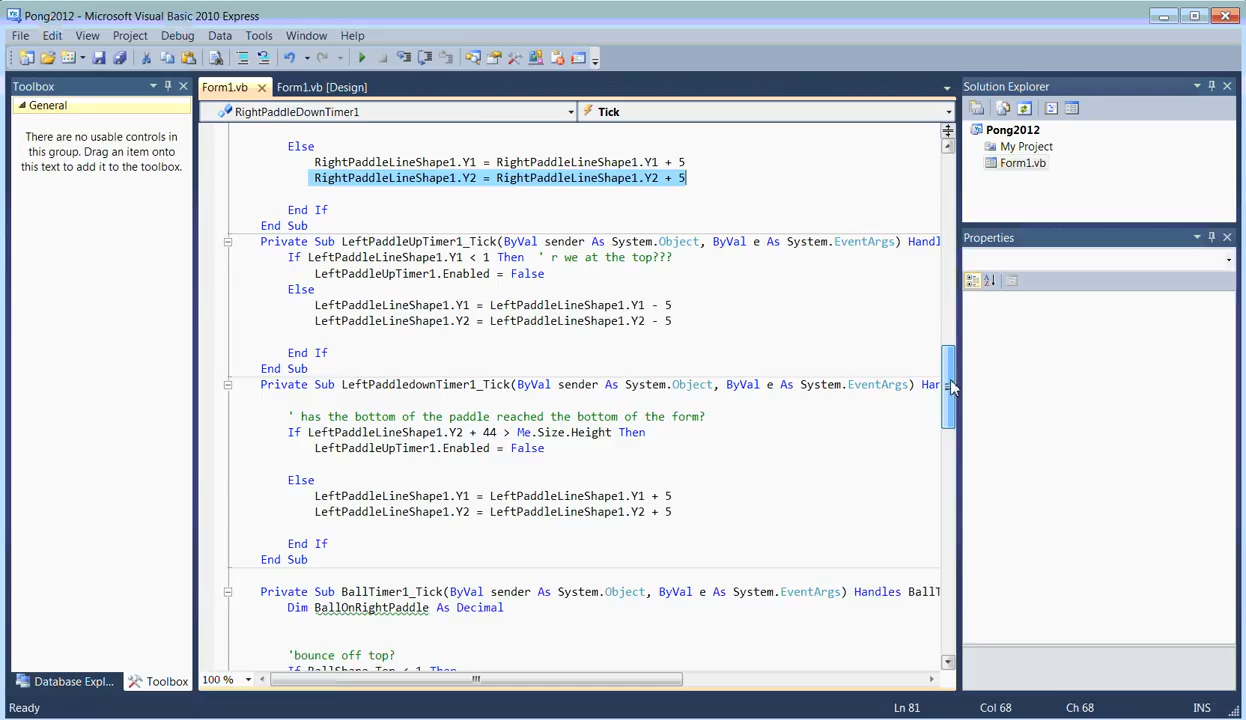 Pong2012 - Microsoft Visual Basic 2010 Express
File Edit View Project Debug Data Tools Window Help
Toolbox
General
There are no usable controls in
this group. Drag an item onto
this text to add it to the toolbox.
Database Expl...
Toolbox
Form1.vb
Form1.vb [Design]
RightPaddleDownTimer1
Tick
Else
RightPaddleLineShape1.Y1 = RightPaddleLineShape1.Y1 + 5
RightPaddleLineShape1.Y2 = RightPaddleLineShape1.Y2 + 5
End If
End Sub
Private Sub LeftPaddleUpTimer1_Tick(ByVal sender As System.Object, ByVal e As System.EventArgs) Handl
If LeftPaddleLineShape1.Y1 < 1 Then ' r we at the top???
LeftPaddleUpTimer1.Enabled = False
Else
LeftPaddleLineShape1.Y1 = LeftPaddleLineShape1.Y1 - 5
LeftPaddleLineShape1.Y2 = LeftPaddleLineShape1.Y2 - 5
End If
End Sub
Private Sub LeftPaddledownTimer1_Tick(ByVal sender As System.Object, ByVal e As System.EventArgs) Han
' has the bottom of the paddle reached the bottom of the form?
If LeftPaddleLineShape1.Y2 + 44 > Me.Size.Height Then
LeftPaddleUpTimer1.Enabled = False
Else
LeftPaddleLineShape1.Y1 = LeftPaddleLineShape1.Y1 + 5
LeftPaddleLineShape1.Y2 = LeftPaddleLineShape1.Y2 + 5
End If
End Sub
Private Sub BallTimer1_Tick(ByVal sender As System.Object, ByVal e As System.EventArgs) Handles BallT
Dim BallOnRightPaddle As Decimal
'bounce off top?
If BallShape.Top < 1 Then
100 %
Solution Explorer
Pong2012
My Project
Form1.vb
Properties
Ready
Ln 81
Col 68
Ch 68
INS